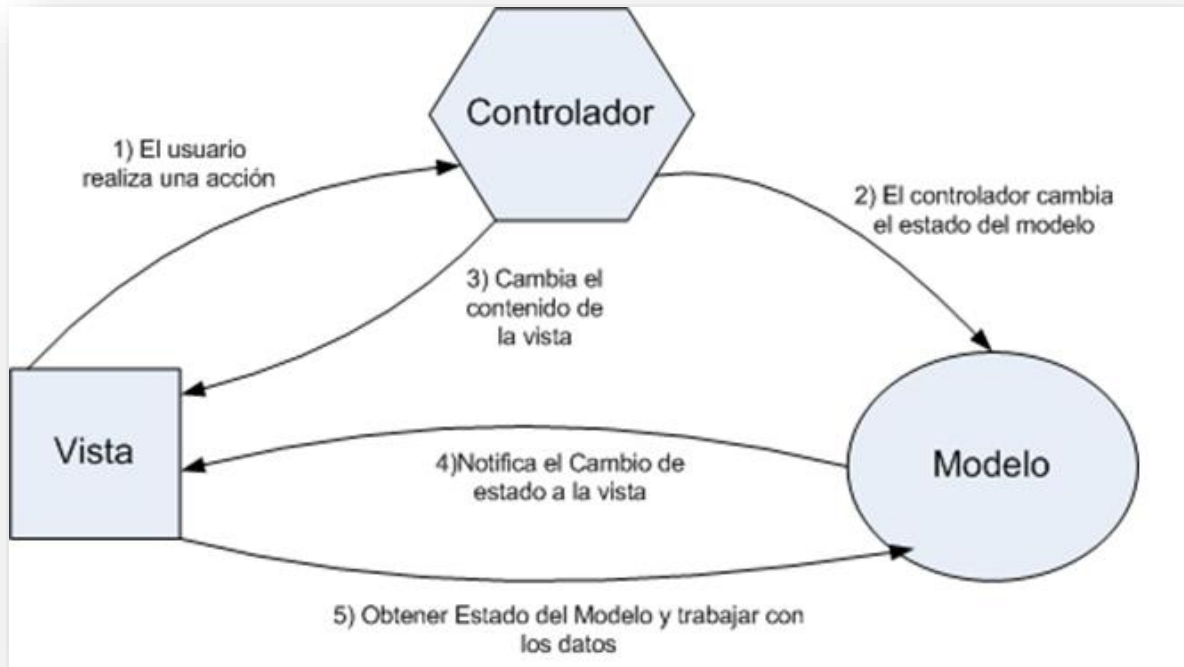 Controlador
1) El usuario
realiza una acción
2) El controlador cambia
el estado del modelo
3) Cambia el
contenido de
la vista
Vista
4)Notifica el Cambio de
estado a la vista
Modelo
5) Obtener Estado del Modelo y trabajar con
los datos